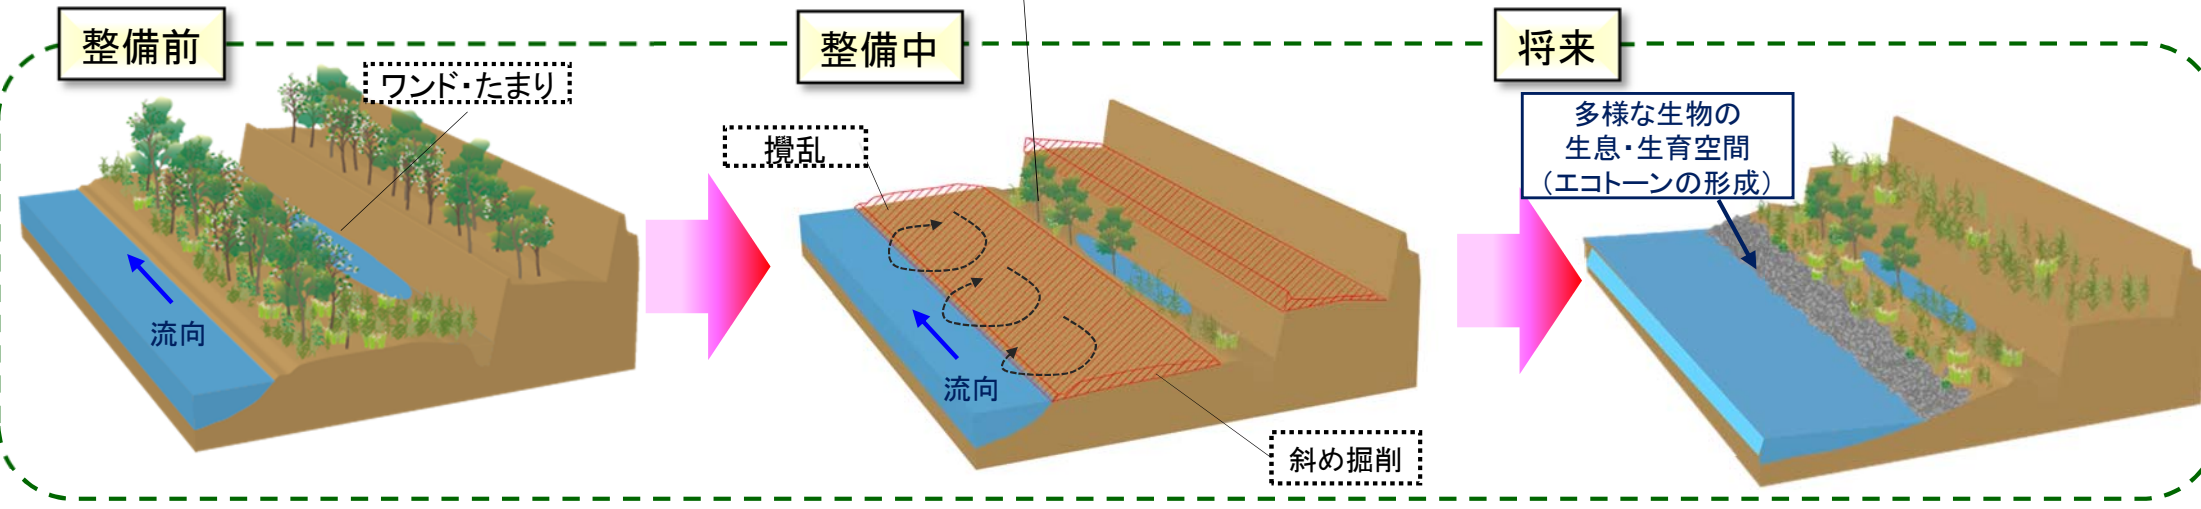 整備前
ワンド・たまり
流向
整備中
攪乱
流向
斜め掘削
将来
多様な生物の
生息・生育空間
（エコトーンの形成）